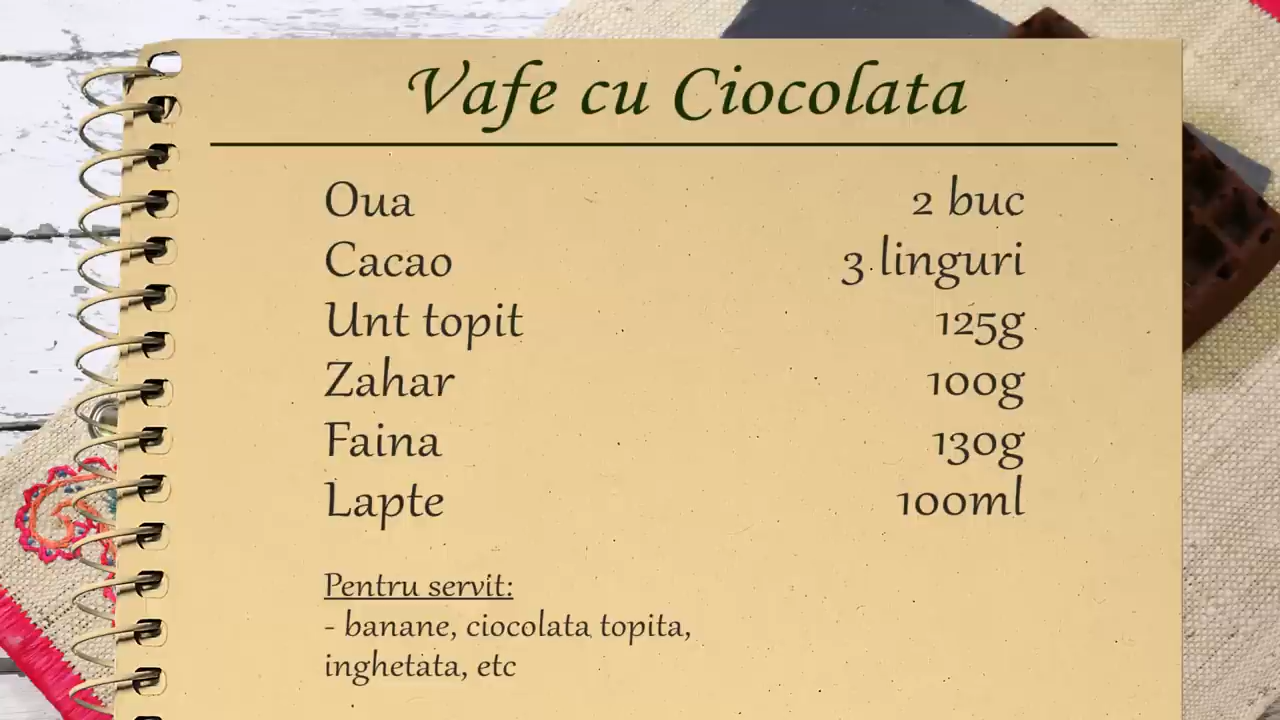 Vafe cu Ciocolata
Oua 2 buc
Cacao 3 linguri
Unt topit 125g
Zahar 100g
Faina 130g
Lapte 100ml
Pentru servit:
- banane, ciocolata topita,
inghetata, etc